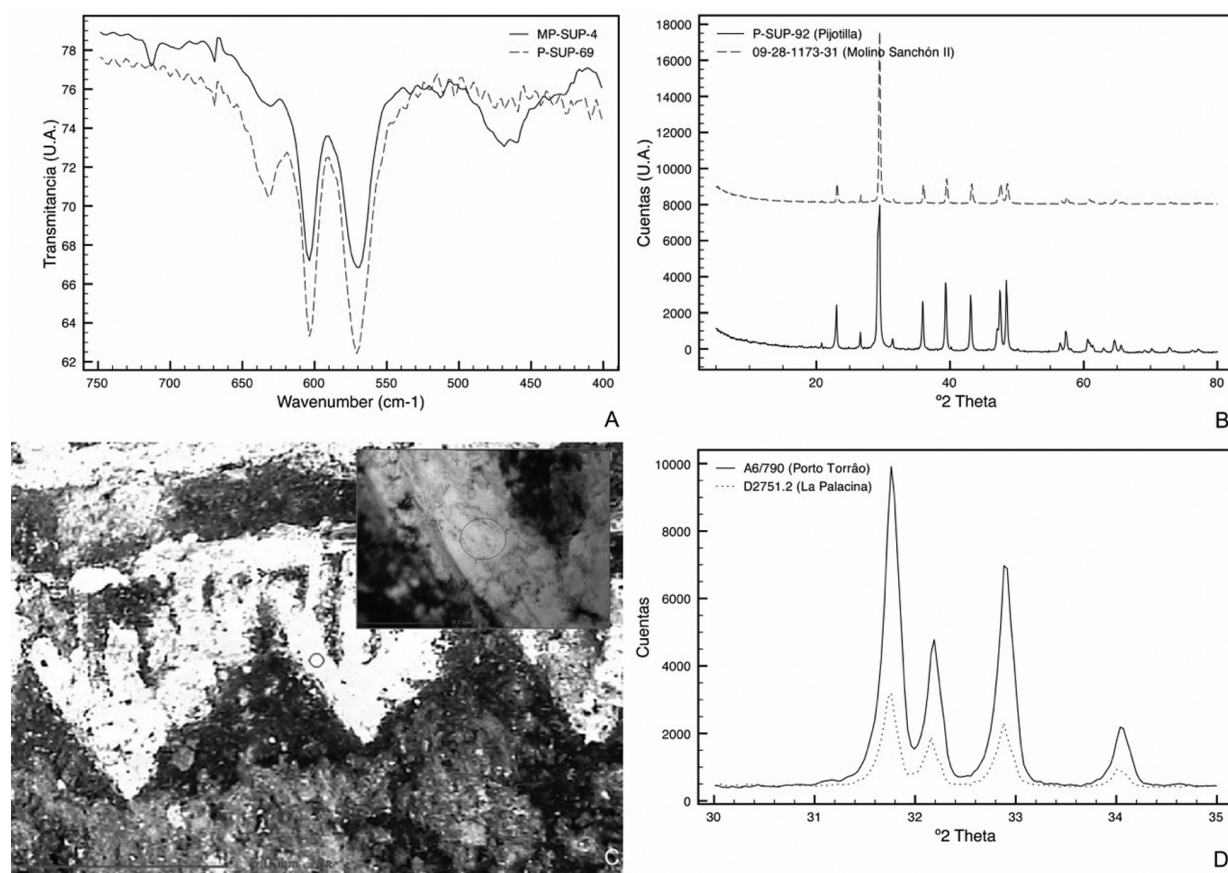 MP-SUP-4
P-SUP-69
78
76
74
72
70
68
66
64
62
Transmitancia (U.A.)
750 700 650 600 550 500 450 400
Wavenumber (cm-1)
A
P-SUP-92 (Pijotilla)
09-28-1173-31 (Molino Sanchón II)
18000
16000
14000
12000
10000
8000
6000
4000
2000
0
Cuentas (U.A.)
20 40 60 80
º2 Theta
B
C
A6/790 (Porto Torrâo)
D2751.2 (La Palacina)
10000
8000
6000
4000
2000
0
Cuentas
30 31 32 33 34 35
º2 Theta
D